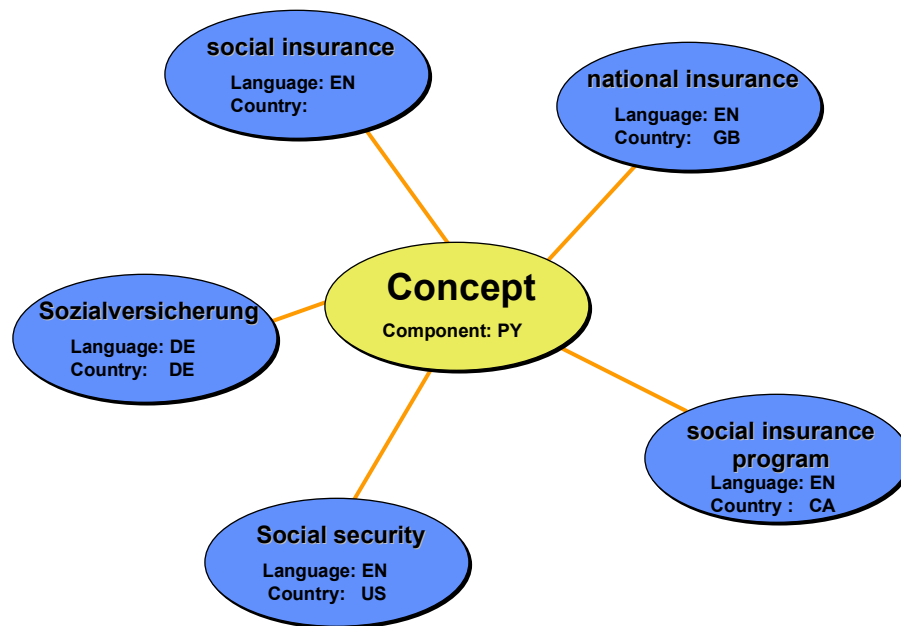 social insurance
Language: EN
Country:
national insurance
Language: EN
Country: GB
Concept
Component: PY
Sozialversicherung
Language: DE
Country: DE
social insurance
program
Language: EN
Country : CA
Social security
Language: EN
Country: US